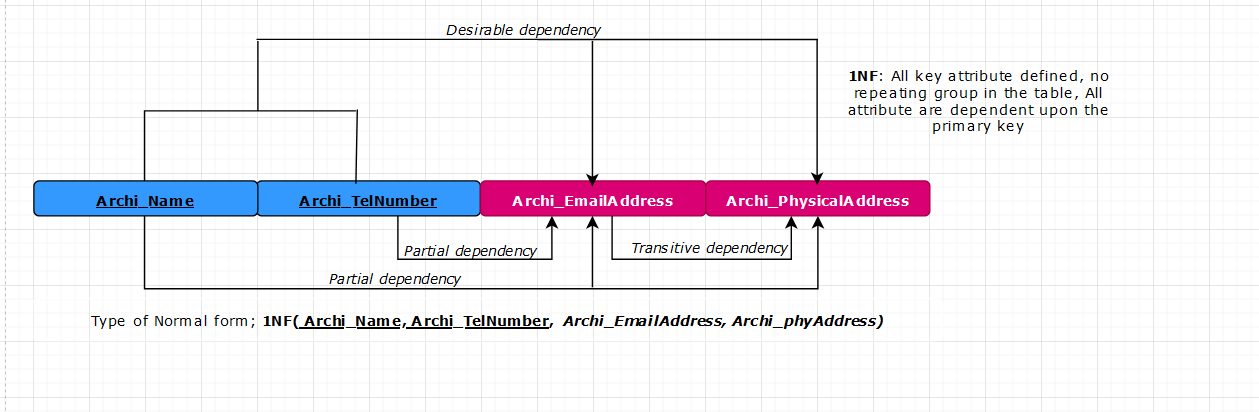 Desirable dependency
1NF: All key attribute defined, no
repeating group in the table, All
attribute are dependent upon the
primary key
Archi_Name
Archi_TelNumber
Archi_EmailAddress
Archi_PhysicalAddress
Partial dependency
Transitive dependency
Partial dependency
Type of Normal form; 1NF( Archi_Name, Archi_TelNumber, Archi_EmailAddress, Archi_phyAddress)